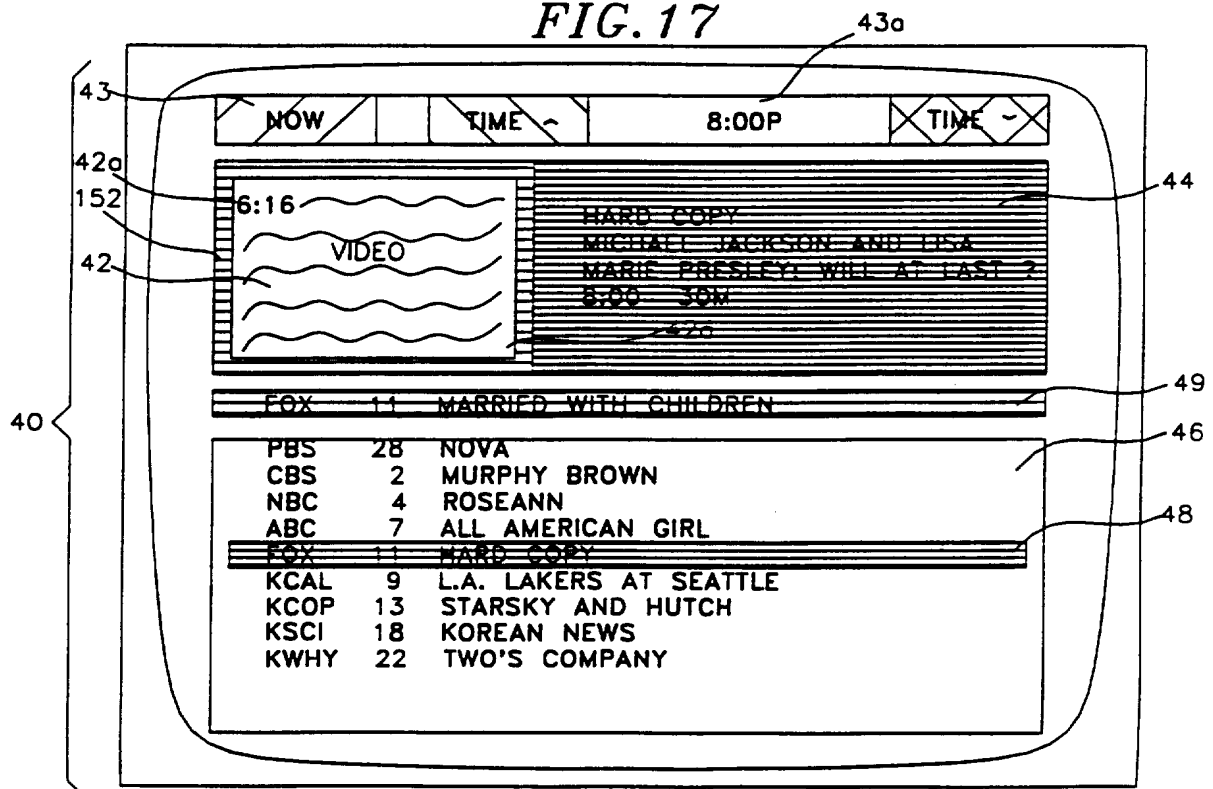 FIG. 17
43a
43
NOW TIME ~ 8:00P TIME ~
42a
152
6:16
VIDEO
42
44
HARD COPY
MICHAEL JACKSON AND LISA
MARIE PRESLEY: WILL AT LAST ?
8:00 30M
42a
40
49
FOX 11 MARRIED WITH CHILDREN
46
PBS 28 NOVA
CBS 2 MURPHY BROWN
NBC 4 ROSEANN
ABC 7 ALL AMERICAN GIRL
48
FOX 11 HARD COPY
KCAL 9 L.A. LAKERS AT SEATTLE
KCOP 13 STARSKY AND HUTCH
KSCI 18 KOREAN NEWS
KWHY 22 TWO'S COMPANY